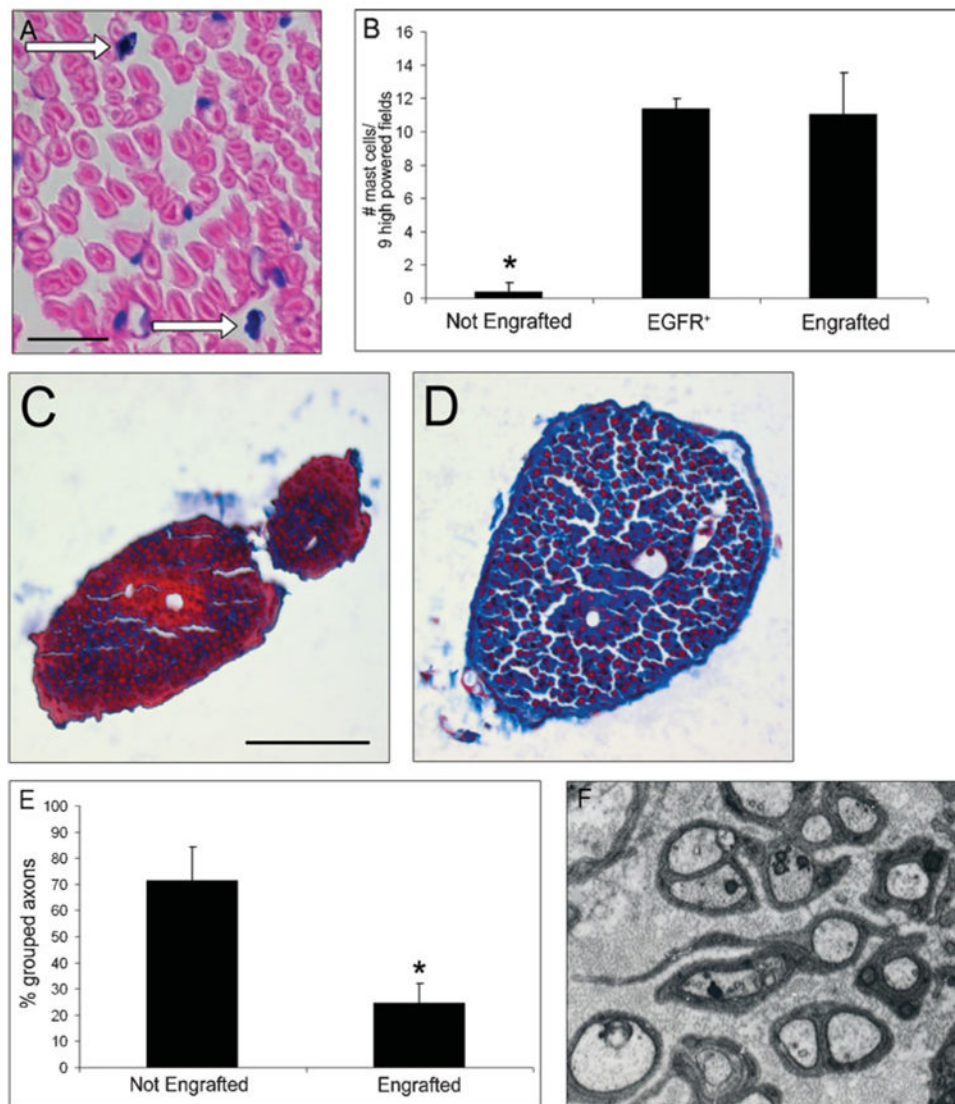 A
B
16
14
12
10
8
6
4
2
0
# mast cells/
9 high powered fields
*
Not Engrafted
EGFR⁺
Engrafted
C
D
E
100
90
80
70
60
50
40
30
20
10
0
% grouped axons
*
Not Engrafted
Engrafted
F